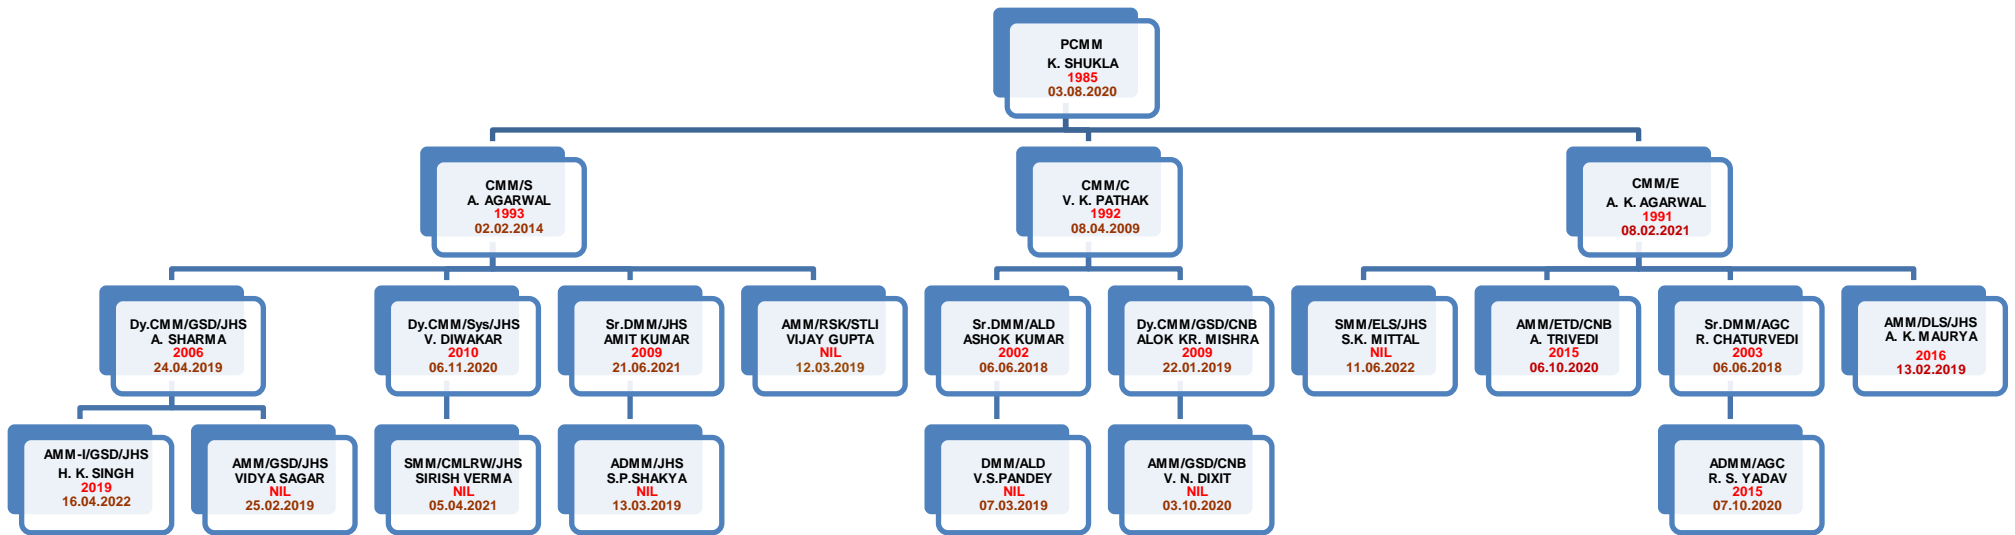 PCMM
K. SHUKLA
1985
03.08.2020
CMM/S
A. AGARWAL
1993
02.02.2014
CMM/C
V. K. PATHAK
1992
08.04.2009
CMM/E
A. K. AGARWAL
1991
08.02.2021
Dy.CMM/GSD/JHS
A. SHARMA
2006
24.04.2019
Dy.CMM/Sys/JHS
V. DIWAKAR
2010
06.11.2020
Sr.DMM/JHS
AMIT KUMAR
2009
21.06.2021
AMM/RSK/STLI
VIJAY GUPTA
NIL
12.03.2019
Sr.DMM/ALD
ASHOK KUMAR
2002
06.06.2018
Dy.CMM/GSD/CNB
ALOK KR. MISHRA
2009
22.01.2019
SMM/ELS/JHS
S.K. MITTAL
NIL
11.06.2022
AMM/ETD/CNB
A. TRIVEDI
2015
06.10.2020
Sr.DMM/AGC
R. CHATURVEDI
2003
06.06.2018
AMM/DLS/JHS
A. K. MAURYA
2016
13.02.2019
AMM-I/GSD/JHS
H. K. SINGH
2019
16.04.2022
AMM/GSD/JHS
VIDYA SAGAR
NIL
25.02.2019
SMM/CMLRW/JHS
SIRISH VERMA
NIL
05.04.2021
ADMM/JHS
S.P.SHAKYA
NIL
13.03.2019
DMM/ALD
V.S.PANDEY
NIL
07.03.2019
AMM/GSD/CNB
V. N. DIXIT
NIL
03.10.2020
ADMM/AGC
R. S. YADAV
2015
07.10.2020